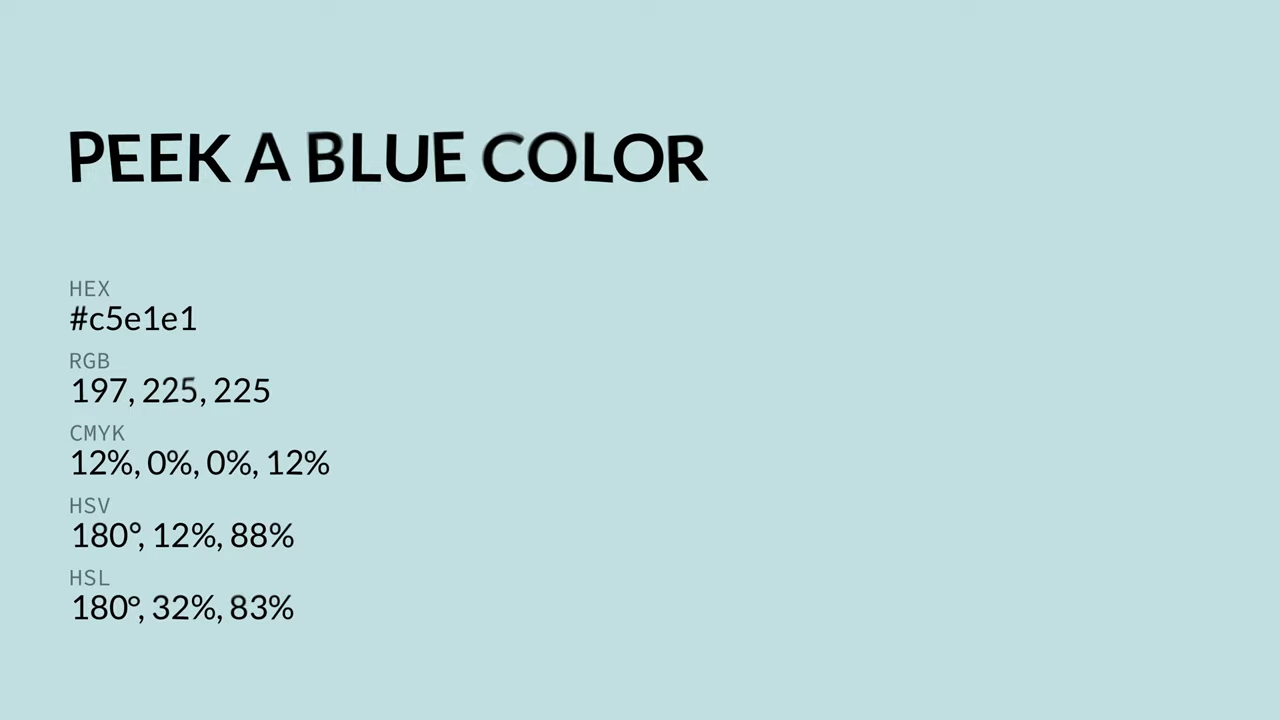 PEEK A BLUE COLOR
HEX
#c5e1e1
RGB
197, 225, 225
CMYK
12%, 0%, 0%, 12%
HSV
180°, 12%, 88%
HSL
180°, 32%, 83%